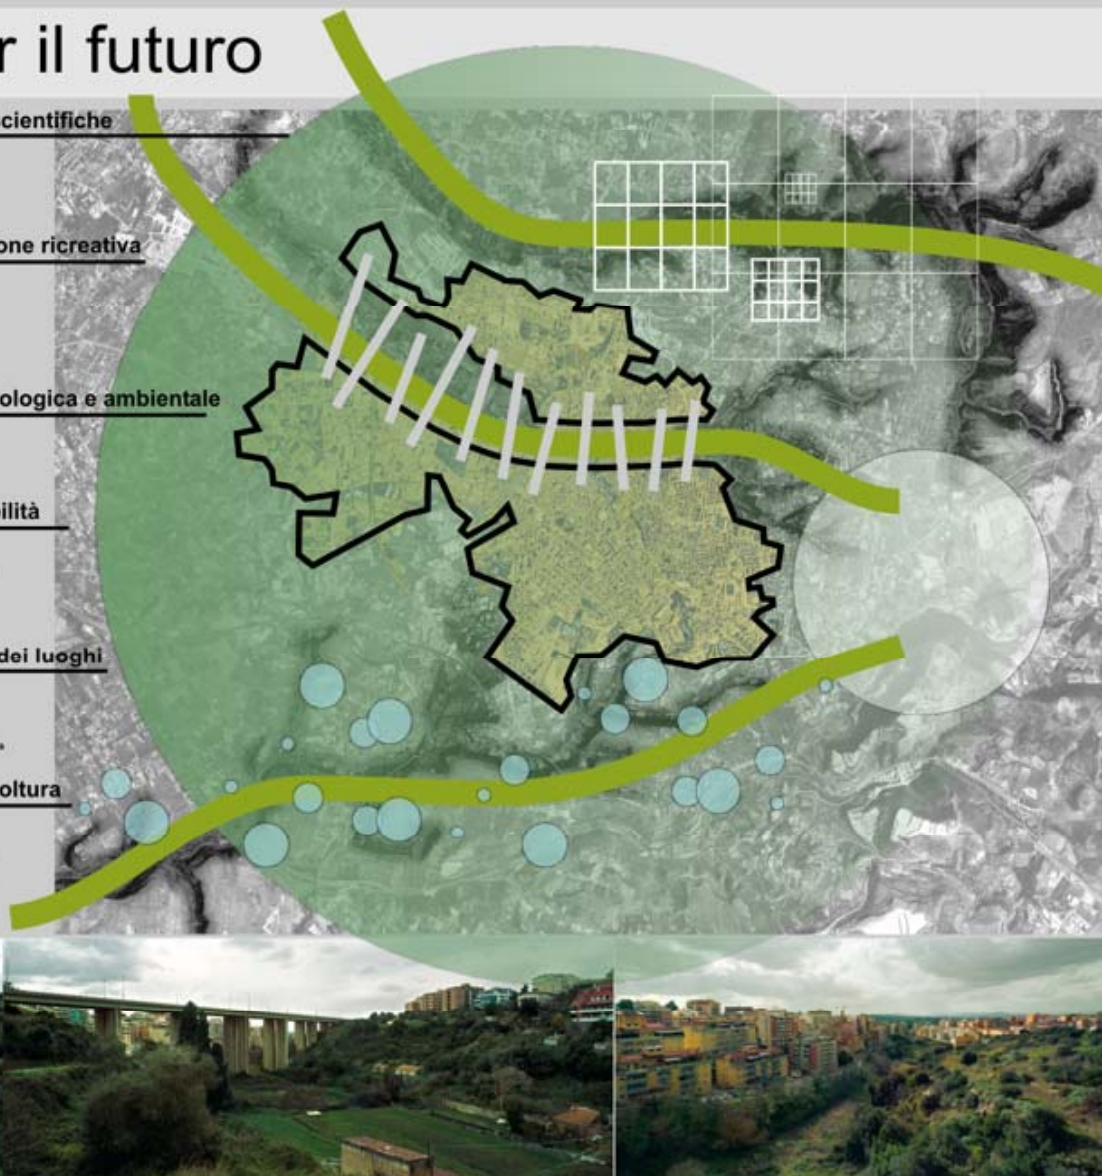 r il futuro
cientifiche
one ricreativa
ologica e ambientale
ilità
dei luoghi
oltura